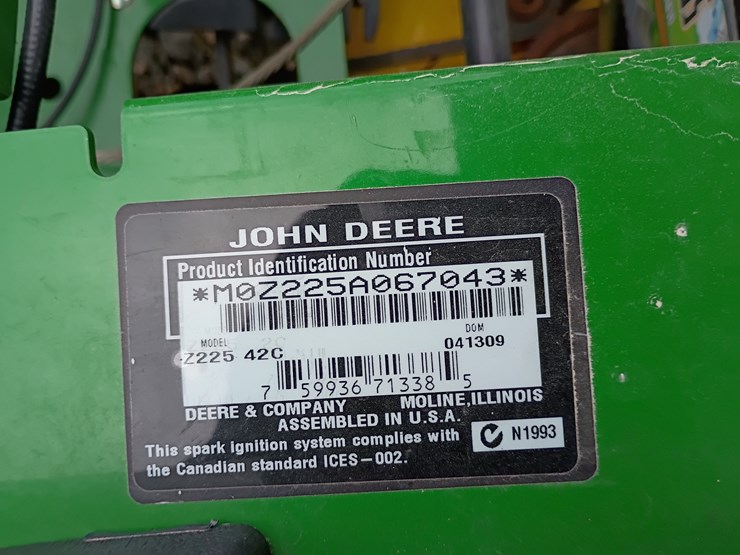 JOHN DEERE
Product Identification Number
*M0Z225A067043*
MODEL DOM
Z225 42C 041309
7 59936 71338 5
DEERE & COMPANY MOLINE, ILLINOIS
ASSEMBLED IN U.S.A.
This spark ignition system complies with
the Canadian standard ICES-002.
N1993